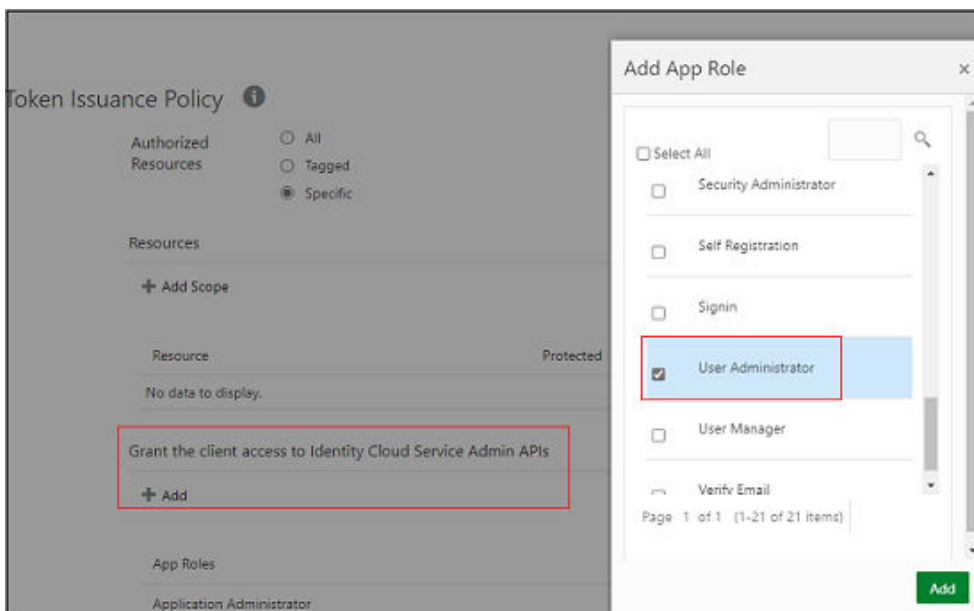 Token Issuance Policy
Authorized
Resources
All
Tagged
Specific
Resources
Add Scope
Resource Protected
No data to display.
Grant the client access to Identity Cloud Service Admin APIs
Add
App Roles
Application Administrator
Add App Role
Select All
Security Administrator
Self Registration
Signin
User Administrator
User Manager
Verify Email
Page 1 of 1 (1-21 of 21 items)
Add